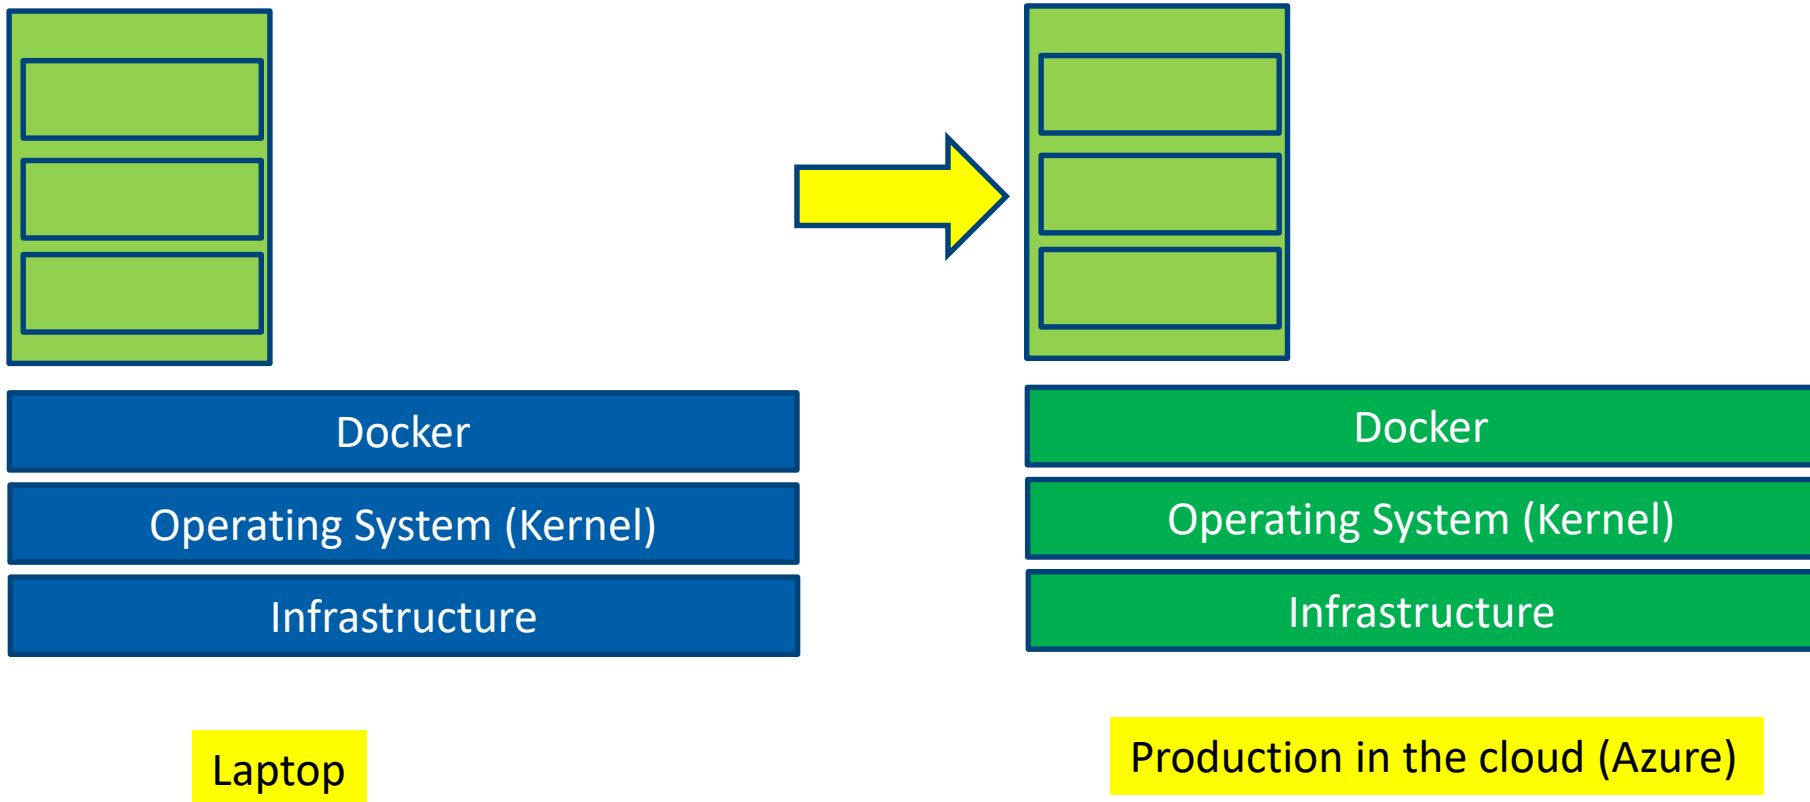 Docker
Operating System (Kernel)
Infrastructure
Laptop
Docker
Operating System (Kernel)
Infrastructure
Production in the cloud (Azure)